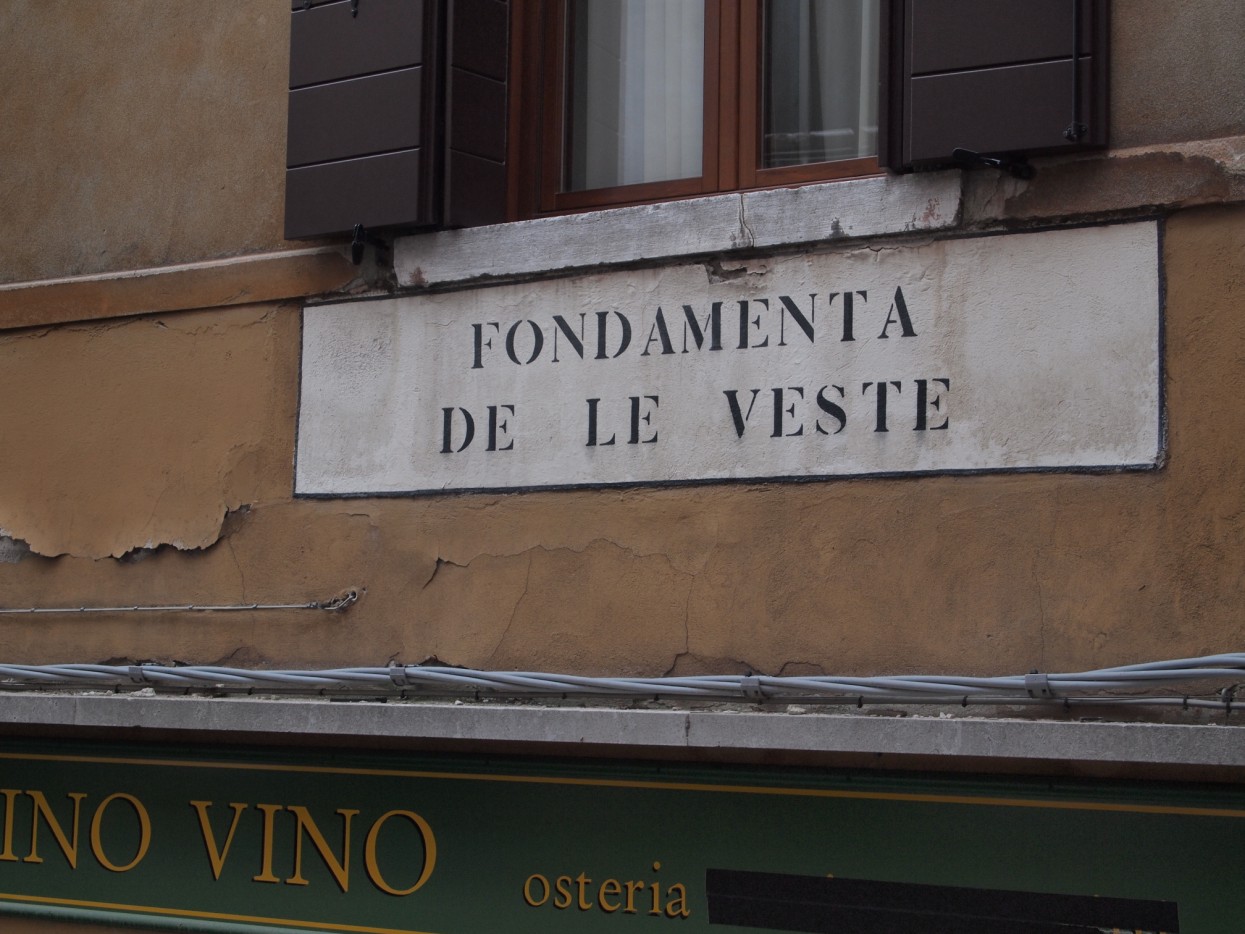 FONDAMENTA
DE LE VESTE
INO VINO
osteria